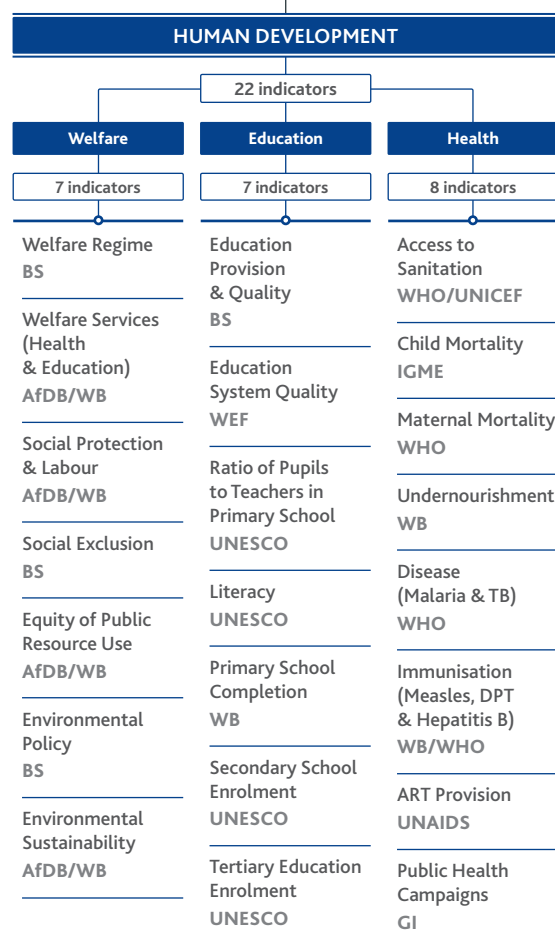 HUMAN DEVELOPMENT
22 indicators
Welfare
7 indicators
Welfare Regime
BS
Welfare Services
(Health
& Education)
AfDB/WB
Social Protection
& Labour
AfDB/WB
Social Exclusion
BS
Equity of Public
Resource Use
AfDB/WB
Environmental
Policy
BS
Environmental
Sustainability
AfDB/WB
Education
7 indicators
Education
Provision
& Quality
BS
Education
System Quality
WEF
Ratio of Pupils
to Teachers in
Primary School
UNESCO
Literacy
UNESCO
Primary School
Completion
WB
Secondary School
Enrolment
UNESCO
Tertiary Education
Enrolment
UNESCO
Health
8 indicators
Access to
Sanitation
WHO/UNICEF
Child Mortality
IGME
Maternal Mortality
WHO
Undernourishment
WB
Disease
(Malaria & TB)
WHO
Immunisation
(Measles, DPT
& Hepatitis B)
WB/WHO
ART Provision
UNAIDS
Public Health
Campaigns
GI